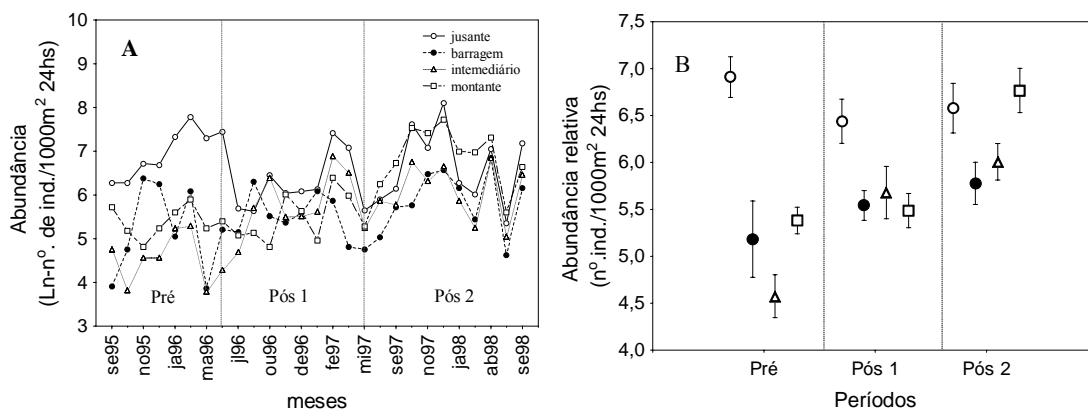 A
Abundância
(Ln-nº. de ind./1000m² 24hs)
10
9
8
7
6
5
4
3
jusante
barragem
intemediário
montante
Pré
Pós 1
Pós 2
se95
no95
ja96
ma96
jl96
ou96
de96
fe97
mi97
se97
no97
ja98
ab98
se98
meses
B
Abundância relativa
(nº.ind./1000m² 24hs)
7,5
7,0
6,5
6,0
5,5
5,0
4,5
4,0
Pré
Pós 1
Pós 2
Períodos